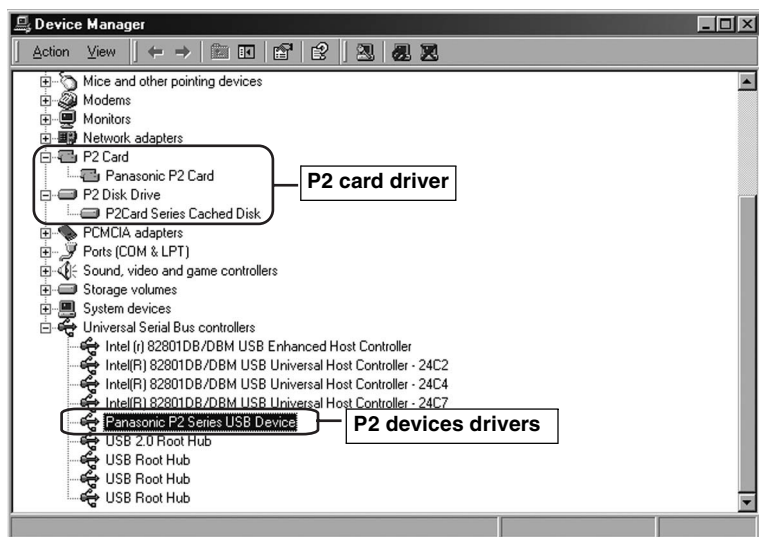 Device Manager
Action View
Mice and other pointing devices
Modems
Monitors
Network adapters
P2 Card
Panasonic P2 Card
P2 card driver
P2 Disk Drive
P2Card Series Cached Disk
PCMCIA adapters
Ports (COM & LPT)
Sound, video and game controllers
Storage volumes
System devices
Universal Serial Bus controllers
Intel (r) 82801DB/DBM USB Enhanced Host Controller
Intel(R) 82801DB/DBM USB Universal Host Controller - 24C2
Intel(R) 82801DB/DBM USB Universal Host Controller - 24C4
Intel(R) 82801DB/DBM USB Universal Host Controller - 24C7
Panasonic P2 Series USB Device
P2 devices drivers
USB 2.0 Root Hub
USB Root Hub
USB Root Hub
USB Root Hub